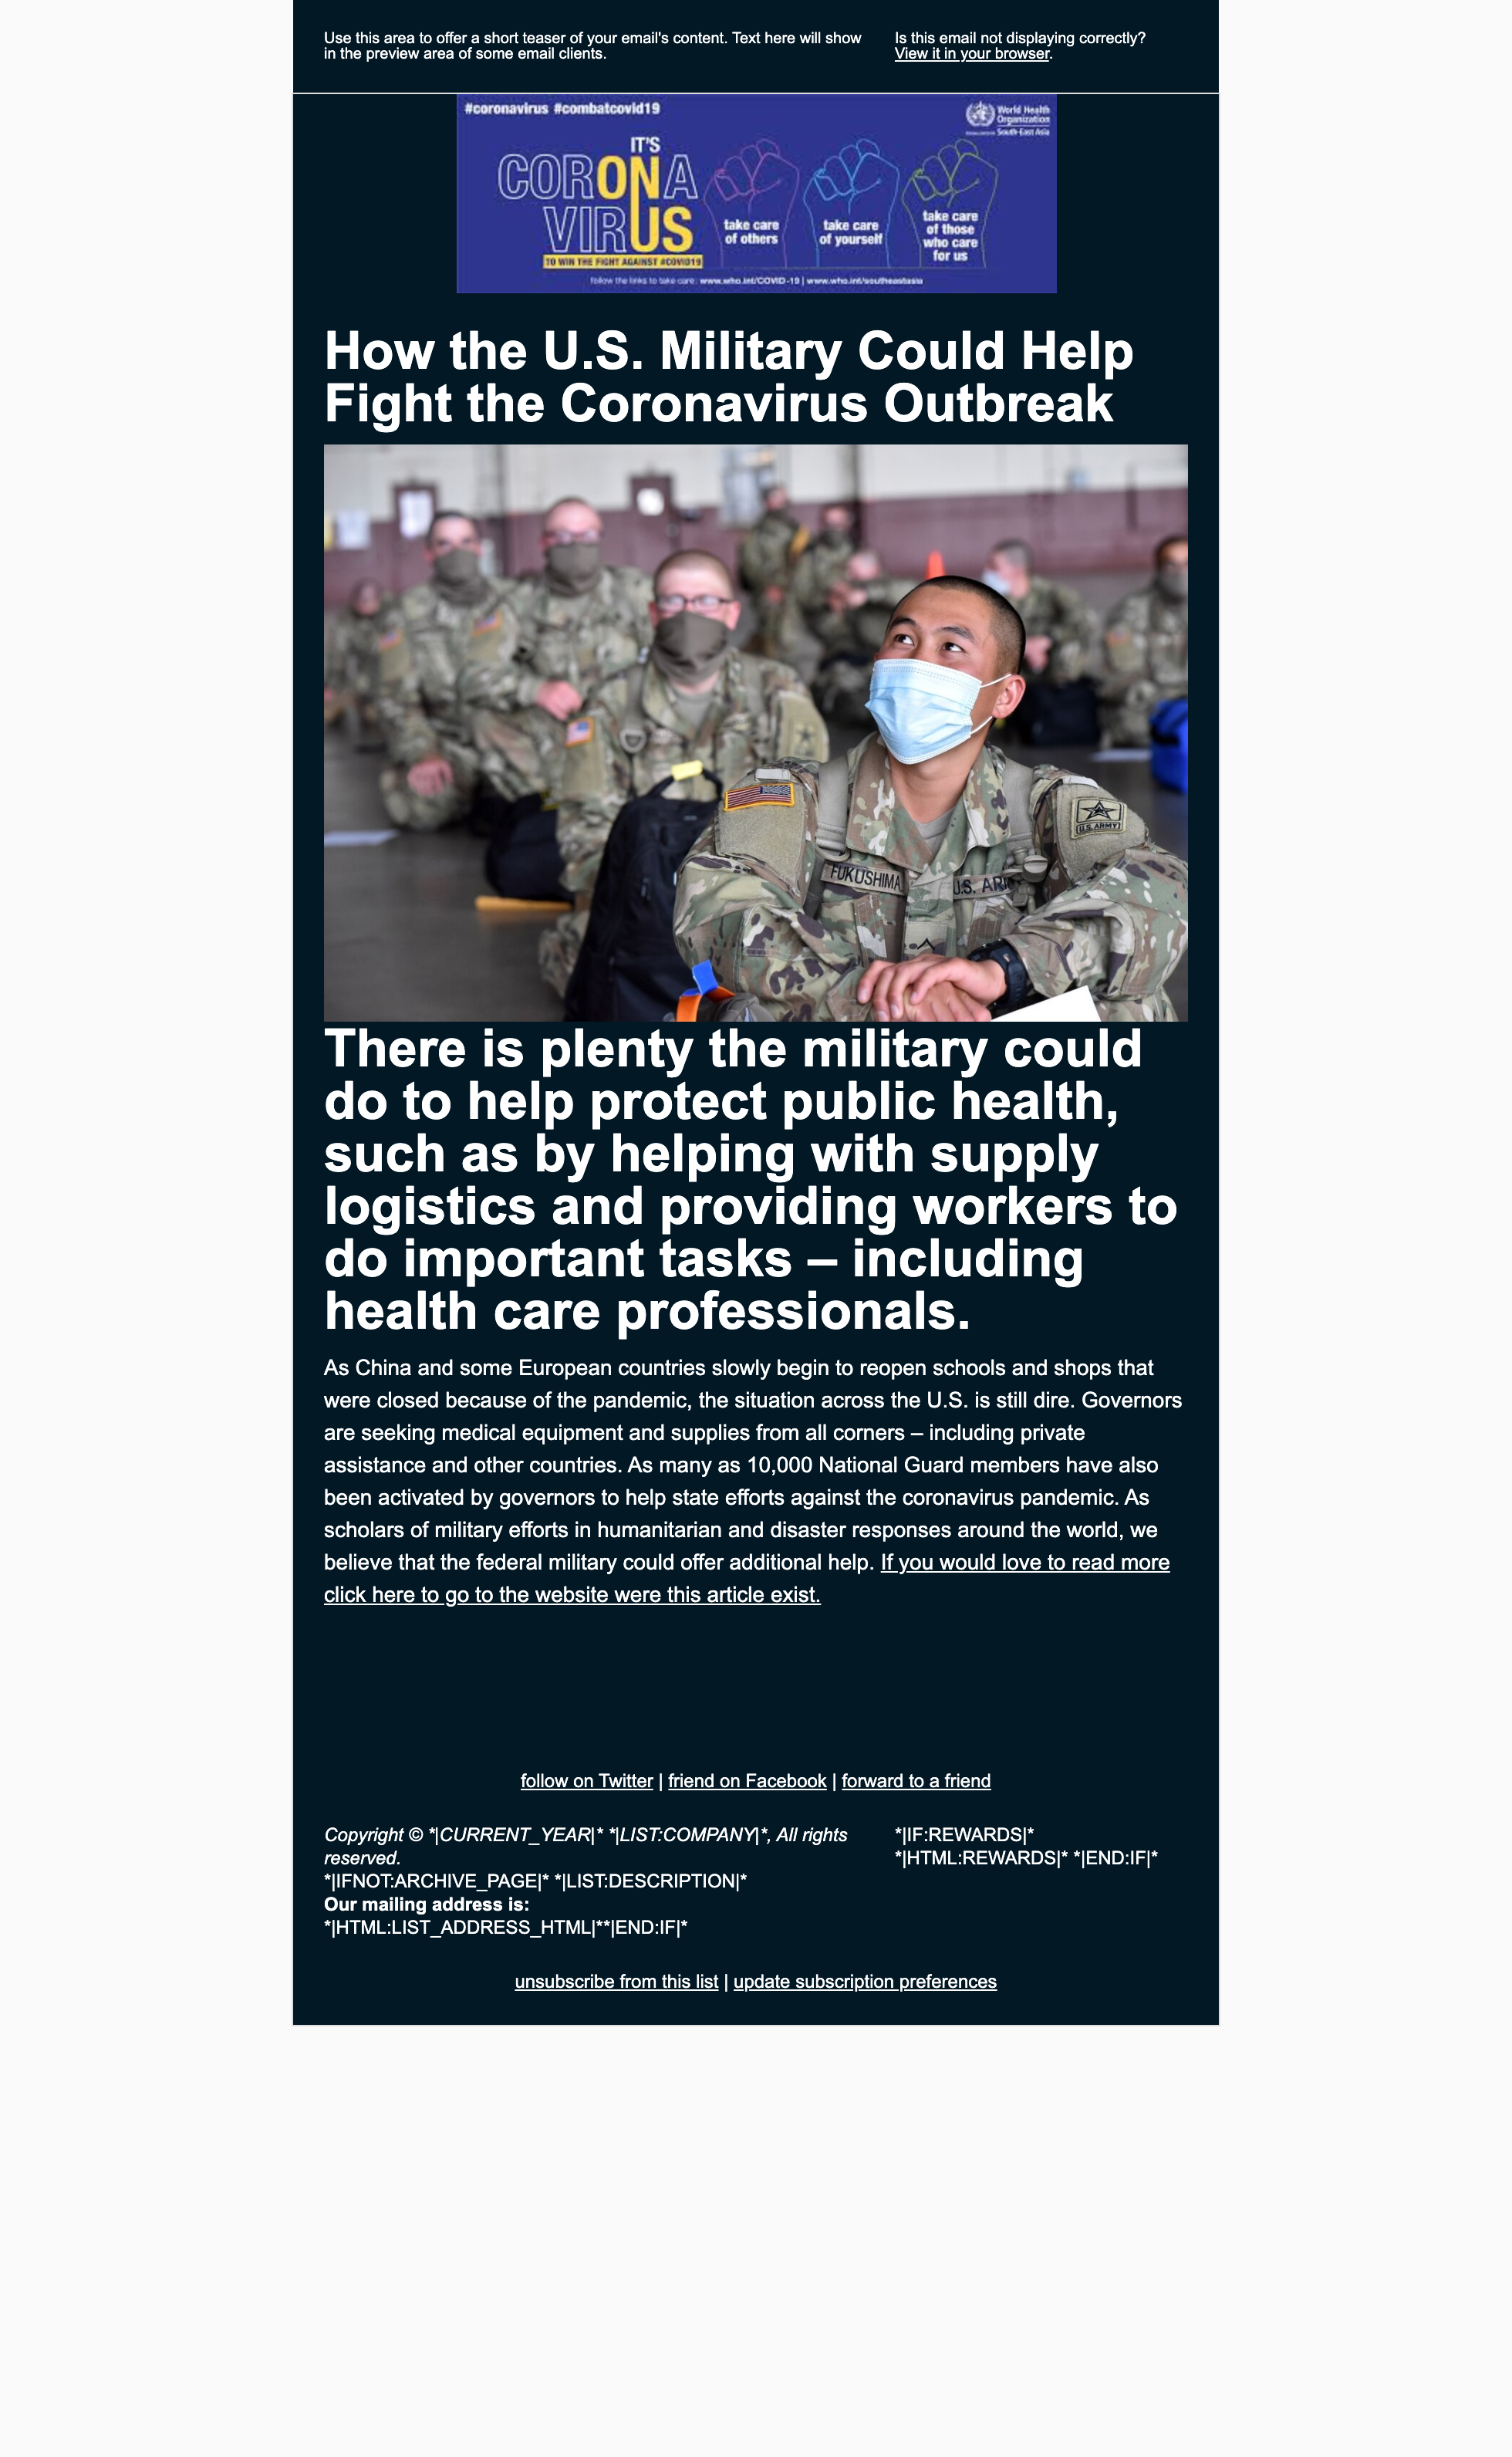 Use this area to offer a short teaser of your email's content. Text here will show
in the preview area of some email clients.
Is this email not displaying correctly?
View it in your browser.
#coronavirus #combatcovid19
World Health
Organization
South-East Asia
IT'S
CORONA
VIRUS
TO WIN THE FIGHT AGAINST #COVID19
take care
of others
take care
of yourself
take care
of those
who care
for us
follow the links to take care: www.who.int/COVID-19 | www.who.int/southeastasia
How the U.S. Military Could Help
Fight the Coronavirus Outbreak
U.S. ARMY
FUKUSHIMA
U.S. ARM
There is plenty the military could
do to help protect public health,
such as by helping with supply
logistics and providing workers to
do important tasks – including
health care professionals.
As China and some European countries slowly begin to reopen schools and shops that
were closed because of the pandemic, the situation across the U.S. is still dire. Governors
are seeking medical equipment and supplies from all corners – including private
assistance and other countries. As many as 10,000 National Guard members have also
been activated by governors to help state efforts against the coronavirus pandemic. As
scholars of military efforts in humanitarian and disaster responses around the world, we
believe that the federal military could offer additional help. If you would love to read more
click here to go to the website were this article exist.
follow on Twitter | friend on Facebook | forward to a friend
Copyright © *|CURRENT_YEAR|* *|LIST:COMPANY|*, All rights
reserved.
*|IFNOT:ARCHIVE_PAGE|* *|LIST:DESCRIPTION|*
Our mailing address is:
*|HTML:LIST_ADDRESS_HTML|**|END:IF|*
*|IF:REWARDS|*
*|HTML:REWARDS|* *|END:IF|*
unsubscribe from this list | update subscription preferences